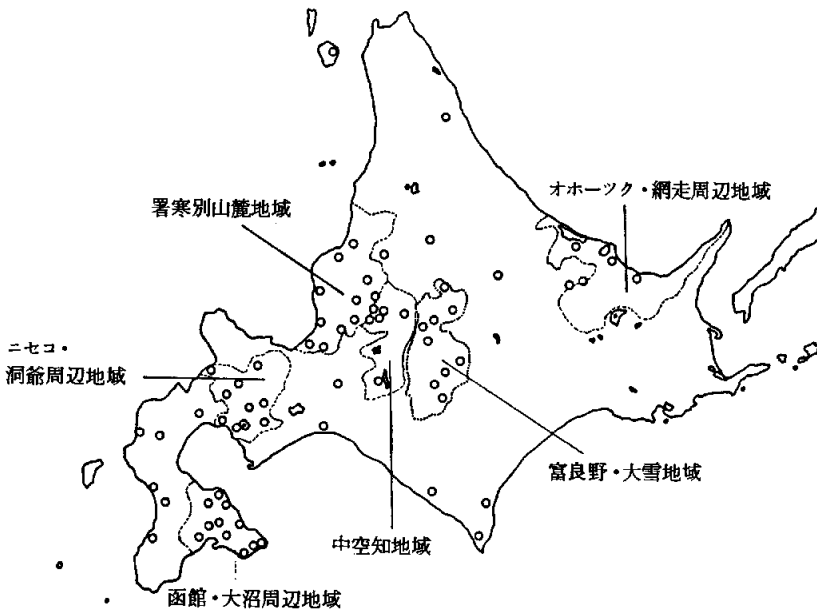 オホーツク・網走周辺地域
署寒別山麓地域
ニセコ・
洞爺周辺地域
富良野・大雪地域
中空知地域
函館・大沼周辺地域